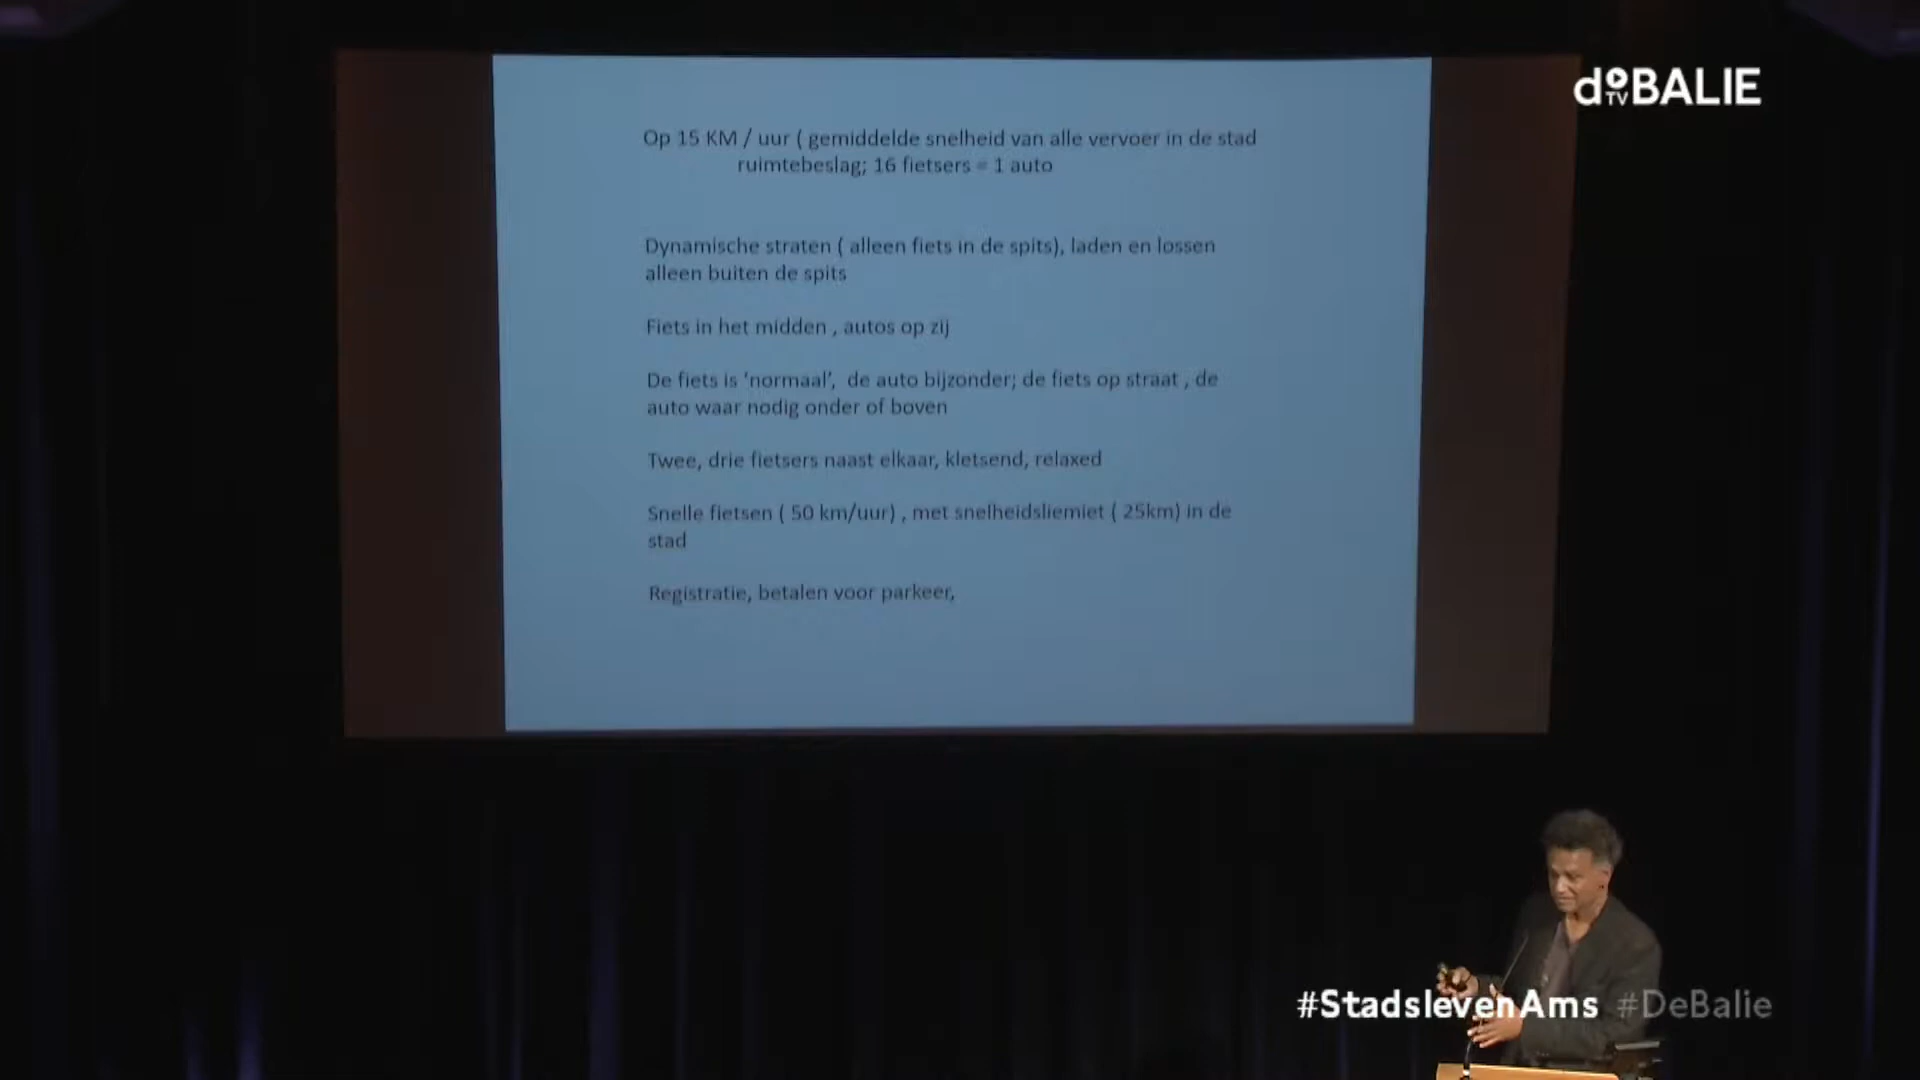 Op 15 KM / uur ( gemiddelde snelheid van alle vervoer in de stad
ruimtebeslag; 16 fietsers = 1 auto
Dynamische straten ( alleen fiets in de spits), laden en lossen
alleen buiten de spits
Fiets in het midden , autos op zij
De fiets is ‘normaal’, de auto bijzonder; de fiets op straat , de
auto waar nodig onder of boven
Twee, drie fietsers naast elkaar, kletsend, relaxed
Snelle fietsen ( 50 km/uur) , met snelheidsliemiet ( 25km) in de
stad
Registratie, betalen voor parkeer,
de BALIE TV
#StadslevenAms #DeBalie